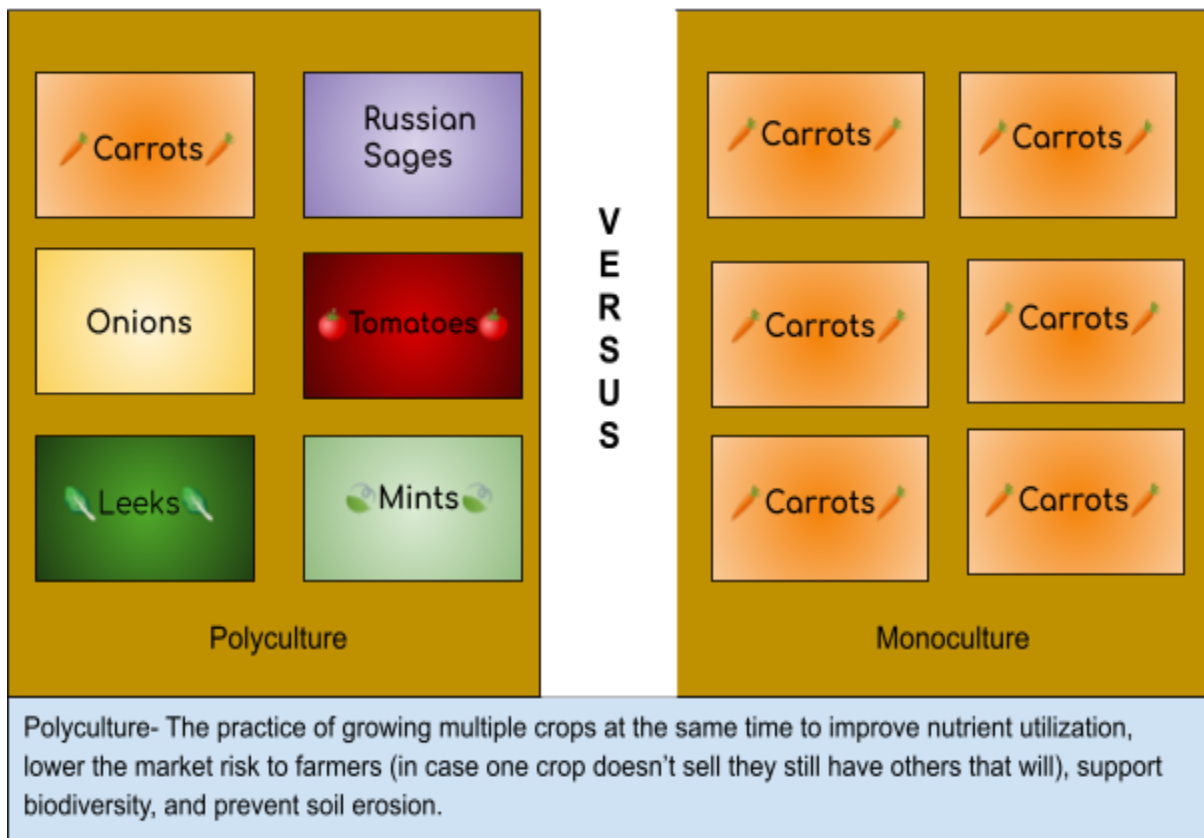 🥕Carrots🥕
Russian
Sages
Onions
🍅Tomatoes🍅
🥬Leeks🥬
🍃Mints🍃
Polyculture
V
E
R
S
U
S
🥕Carrots🥕
🥕Carrots🥕
🥕Carrots🥕
🥕Carrots🥕
🥕Carrots🥕
🥕Carrots🥕
Monoculture
Polyculture- The practice of growing multiple crops at the same time to improve nutrient utilization,
lower the market risk to farmers (in case one crop doesn't sell they still have others that will), support
biodiversity, and prevent soil erosion.